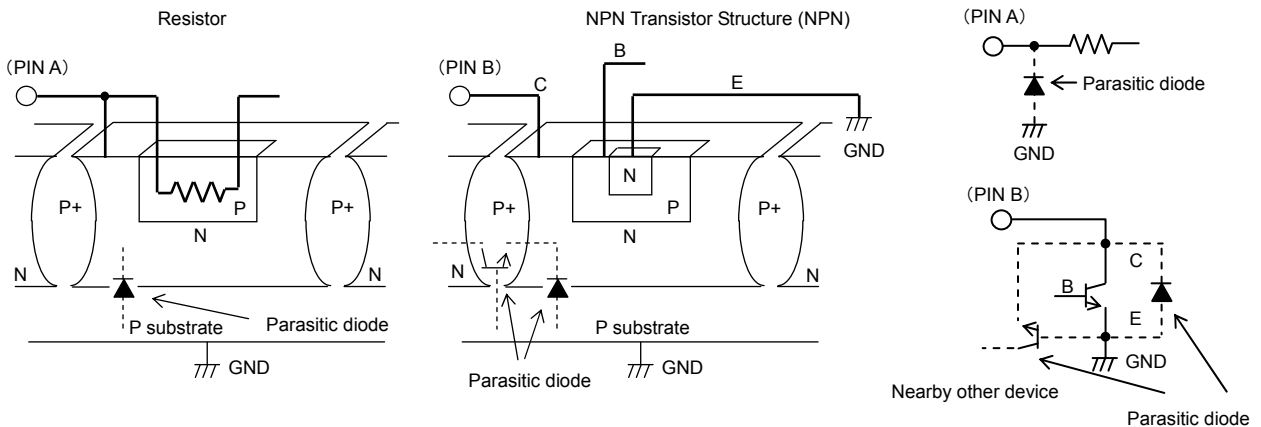 Resistor
(PIN A)
P+
P
P+
N
N
N
P substrate
Parasitic diode
GND
NPN Transistor Structure (NPN)
(PIN B)
C
B
E
GND
P+
N
P
P+
N
N
N
P substrate
Parasitic diode
GND
(PIN A)
Parasitic diode
GND
(PIN B)
C
B
E
GND
Nearby other device
Parasitic diode